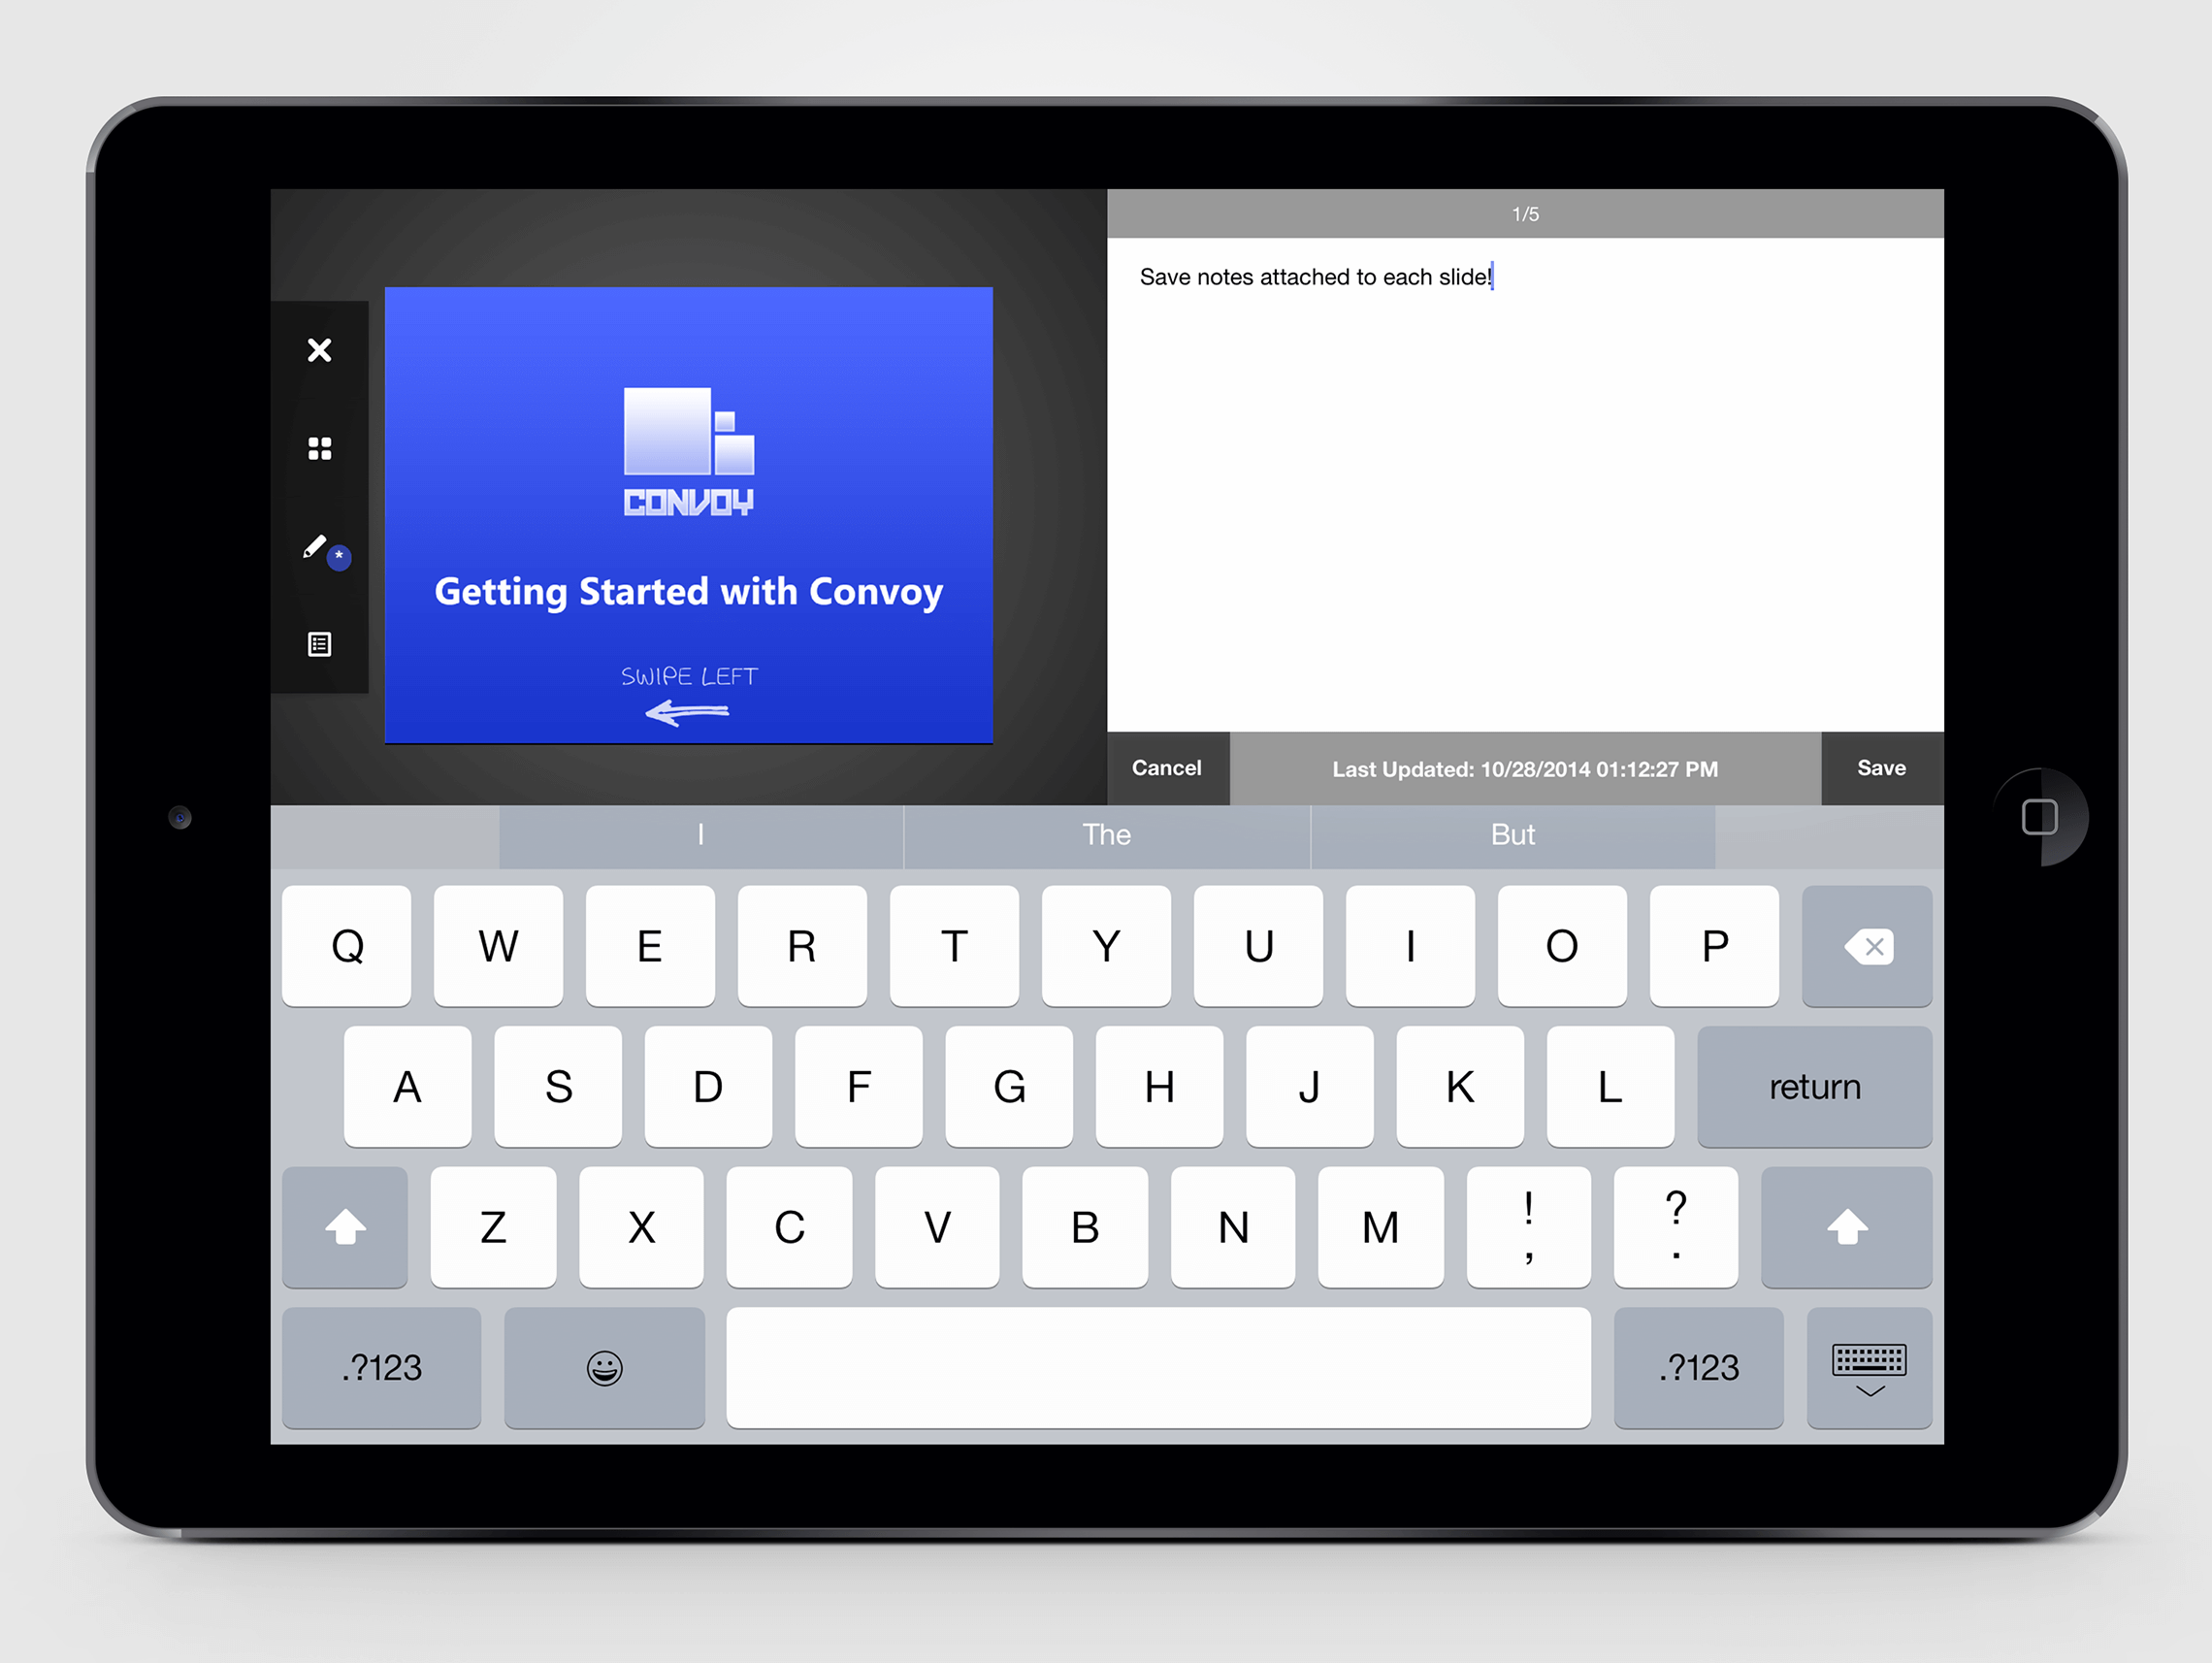 1/5
Save notes attached to each slide!
*
CONVOY
Getting Started with Convoy
SWIPE LEFT
Cancel
Last Updated: 10/28/2014 01:12:27 PM
Save
I The But
Q W E R T Y U I O P
A S D F G H J K L return
Z X C V B N M ! , ? .
.?123 .?123